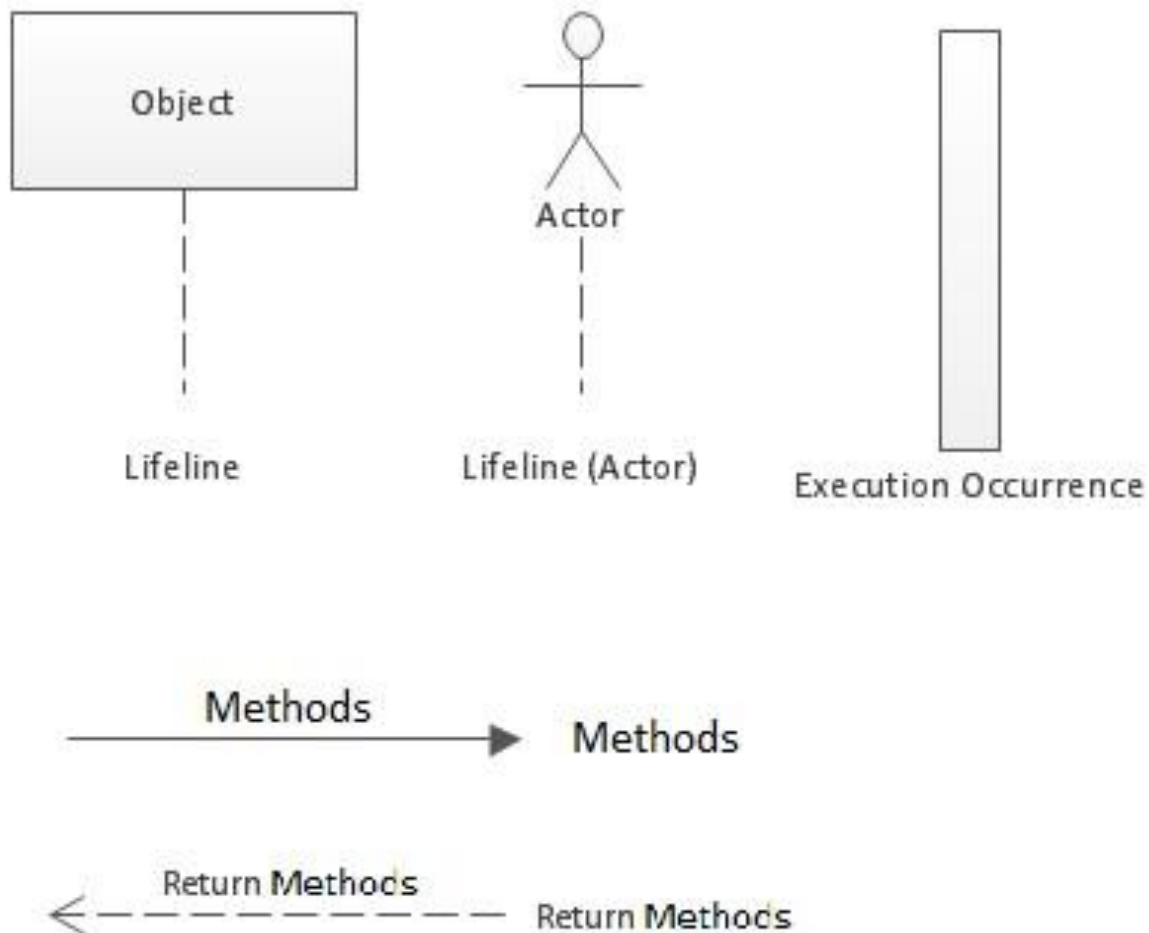 Object
Actor
Lifeline
Lifeline (Actor)
Execution Occurrence
Methods
Methods
Return Methods
Return Methods